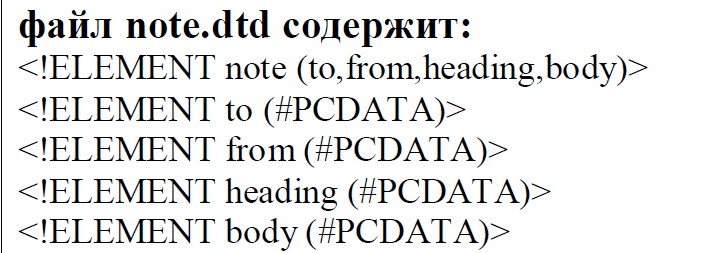 файл note.dtd содержит:
<!ELEMENT note (to,from,heading,body)>
<!ELEMENT to (#PCDATA)>
<!ELEMENT from (#PCDATA)>
<!ELEMENT heading (#PCDATA)>
<!ELEMENT body (#PCDATA)>